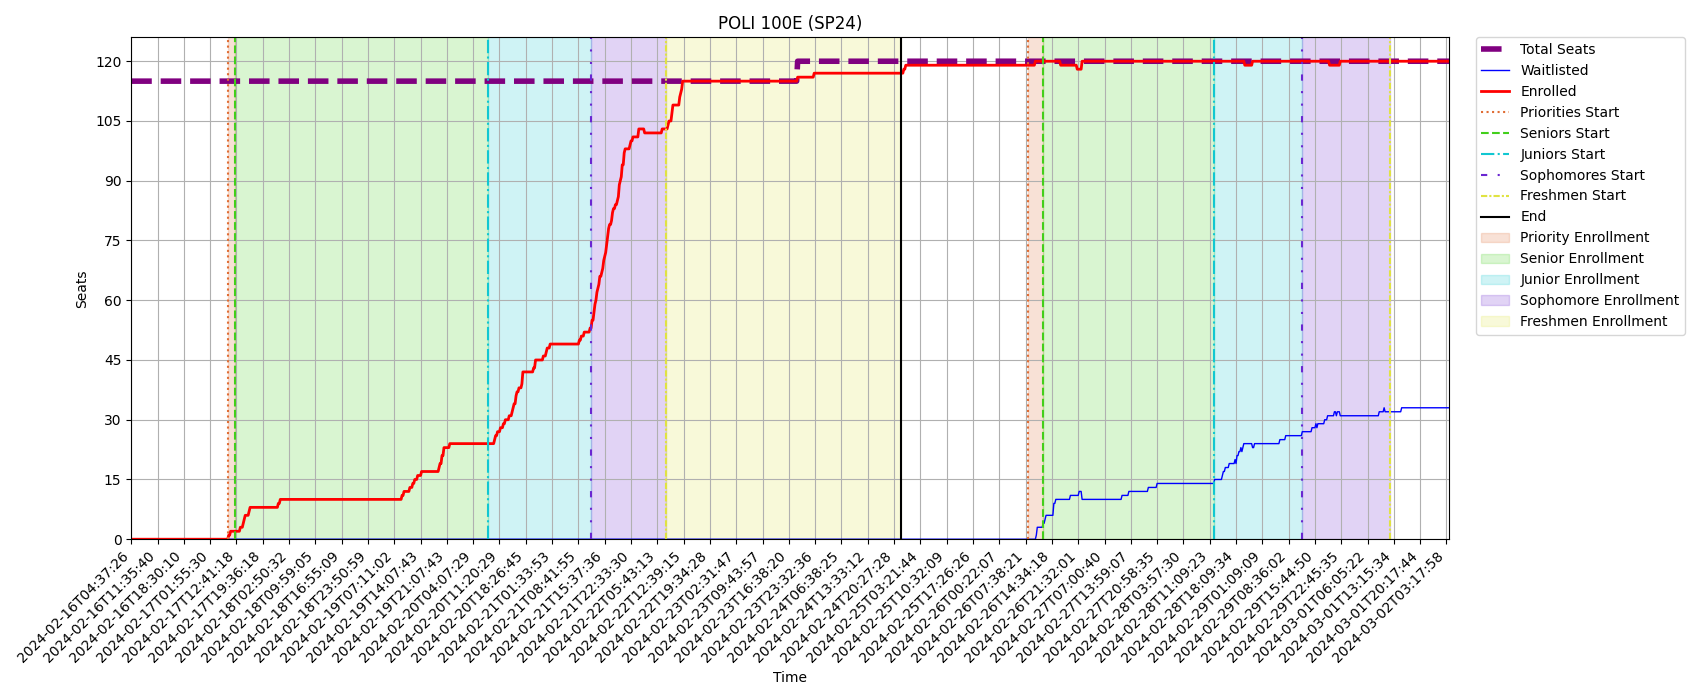 POLI 100E (SP24)
120
105
90
75
60
45
30
15
0
Seats
2024-02-16T04:37:26
2024-02-16T11:35:40
2024-02-16T18:30:10
2024-02-17T01:55:30
2024-02-17T12:41:18
2024-02-17T19:36:18
2024-02-18T02:50:32
2024-02-18T09:59:05
2024-02-18T16:55:09
2024-02-18T23:50:59
2024-02-19T07:11:02
2024-02-19T14:07:43
2024-02-19T21:07:43
2024-02-20T04:07:29
2024-02-20T11:20:29
2024-02-20T18:26:45
2024-02-21T01:33:53
2024-02-21T08:41:55
2024-02-21T15:37:36
2024-02-21T22:33:30
2024-02-22T05:43:13
2024-02-22T12:39:15
2024-02-22T19:34:28
2024-02-23T02:31:47
2024-02-23T09:43:57
2024-02-23T16:38:20
2024-02-23T23:32:36
2024-02-24T06:38:25
2024-02-24T13:33:12
2024-02-24T20:27:28
2024-02-25T03:21:44
2024-02-25T10:32:09
2024-02-25T17:26:26
2024-02-26T00:22:07
2024-02-26T07:38:21
2024-02-26T14:34:18
2024-02-26T21:32:01
2024-02-27T07:00:40
2024-02-27T13:59:07
2024-02-27T20:58:35
2024-02-28T03:57:30
2024-02-28T11:09:23
2024-02-28T18:09:34
2024-02-29T01:09:09
2024-02-29T08:36:02
2024-02-29T15:44:50
2024-02-29T22:45:35
2024-03-01T06:05:22
2024-03-01T13:15:34
2024-03-01T20:17:44
2024-03-02T03:17:58
Time
Total Seats
Waitlisted
Enrolled
Priorities Start
Seniors Start
Juniors Start
Sophomores Start
Freshmen Start
End
Priority Enrollment
Senior Enrollment
Junior Enrollment
Sophomore Enrollment
Freshmen Enrollment